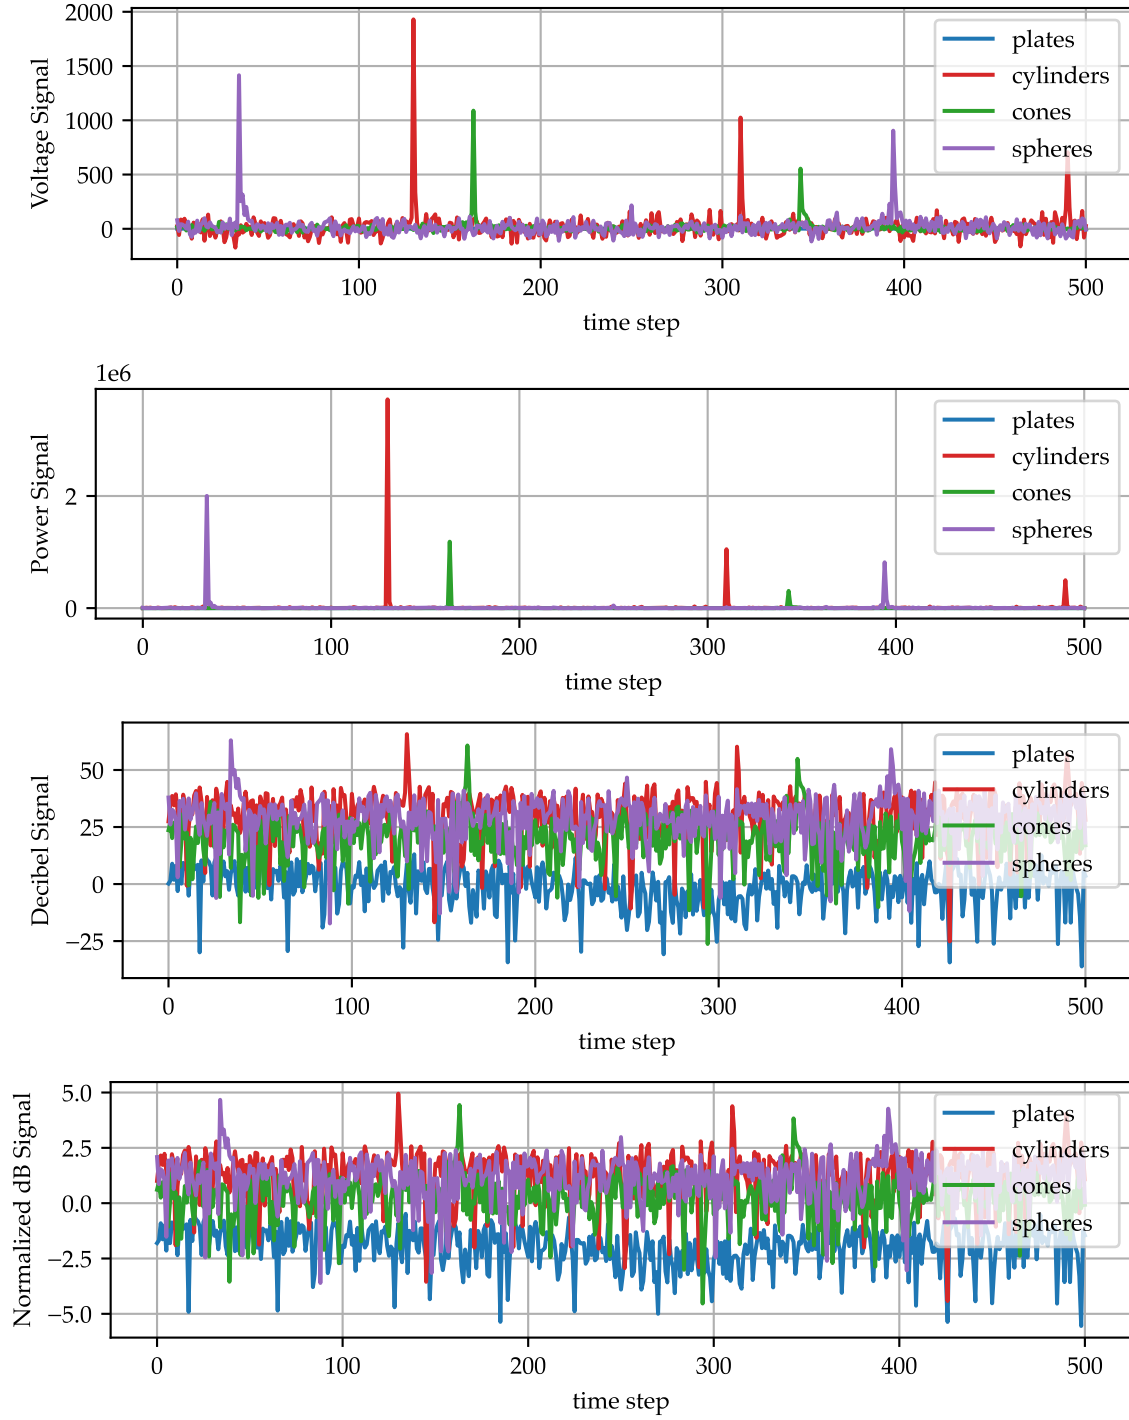 2000
1500
1000
500
0
Voltage Signal
plates
cylinders
cones
spheres
0 100 200 300 400 500
time step
1e6
2
0
Power Signal
plates
cylinders
cones
spheres
0 100 200 300 400 500
time step
50
25
0
−25
Decibel Signal
plates
cylinders
cones
spheres
0 100 200 300 400 500
time step
5.0
2.5
0.0
−2.5
−5.0
Normalized dB Signal
plates
cylinders
cones
spheres
0 100 200 300 400 500
time step